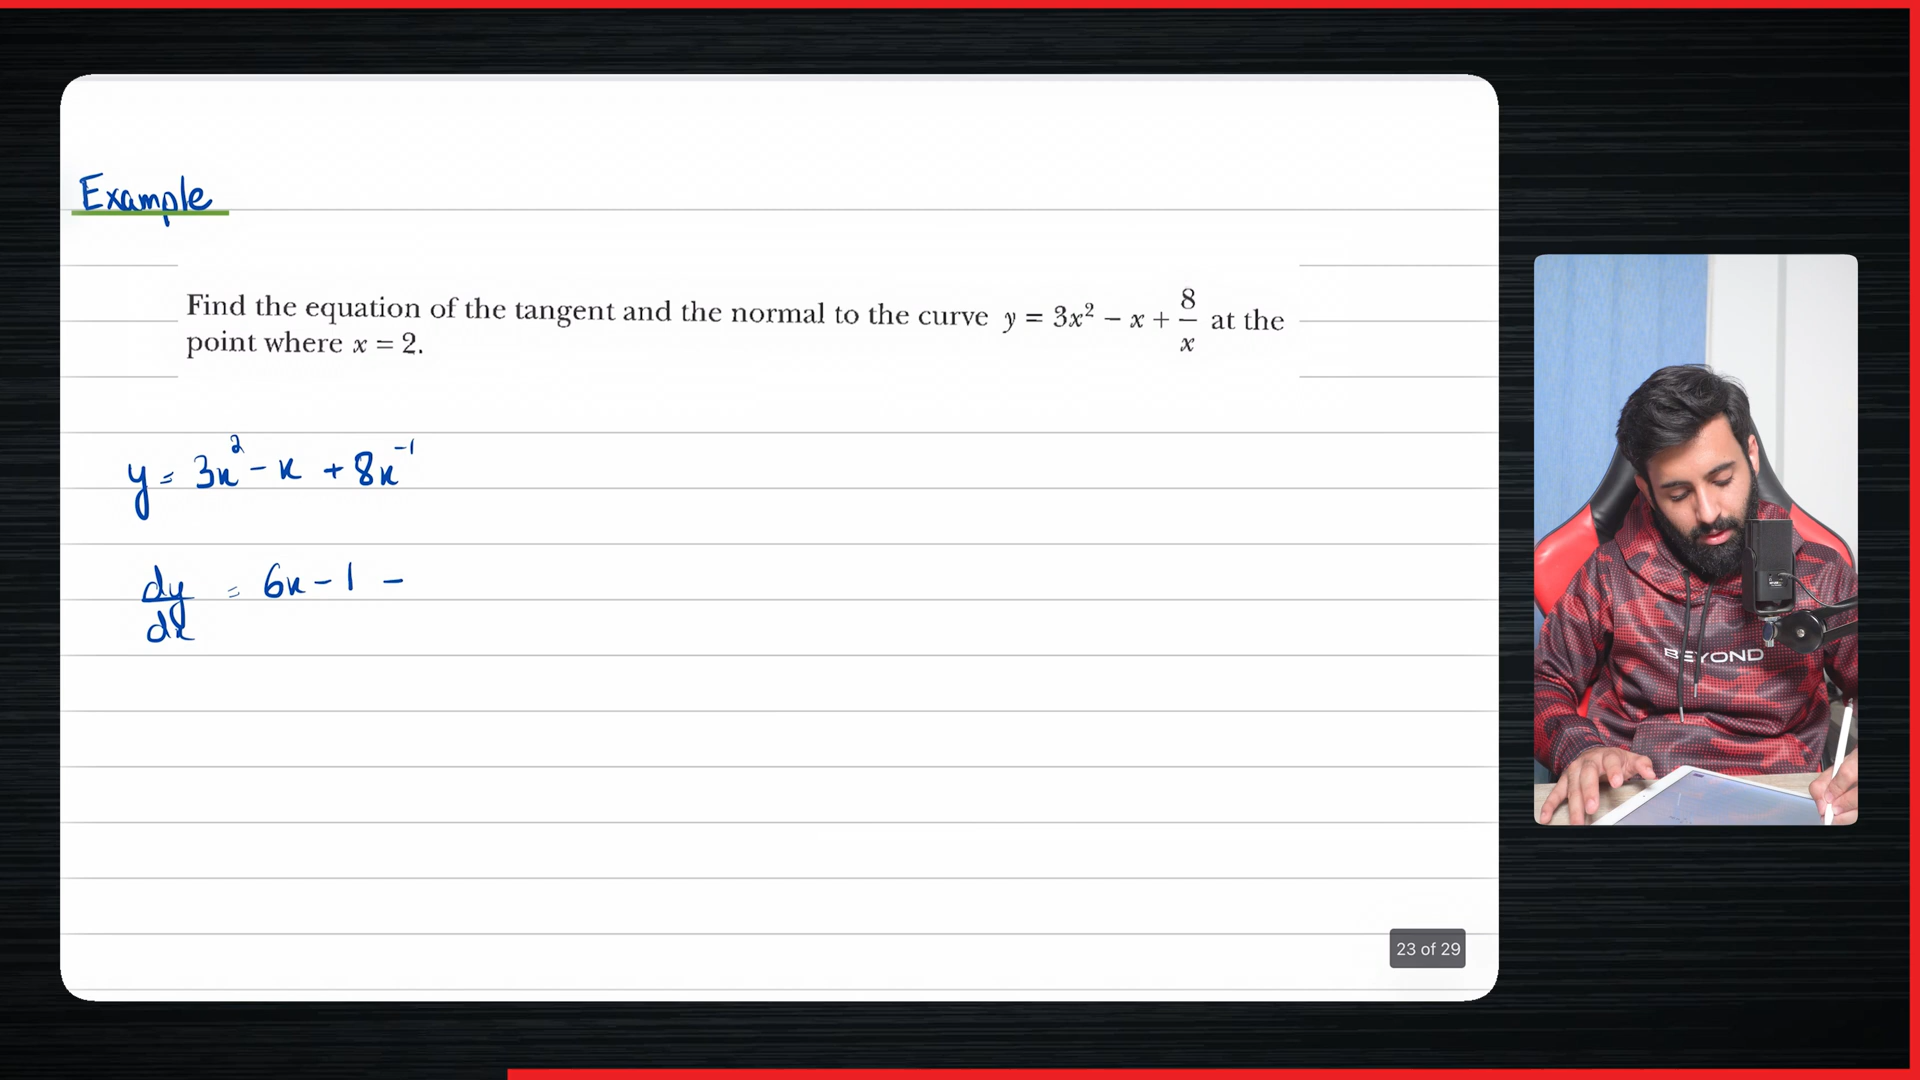 Example
Find the equation of the tangent and the normal to the curve y = 3x² − x + 8/x at the
point where x = 2.
y = 3x² − x + 8x⁻¹
dy/dx = 6x − 1 −
BEYOND
23 of 29